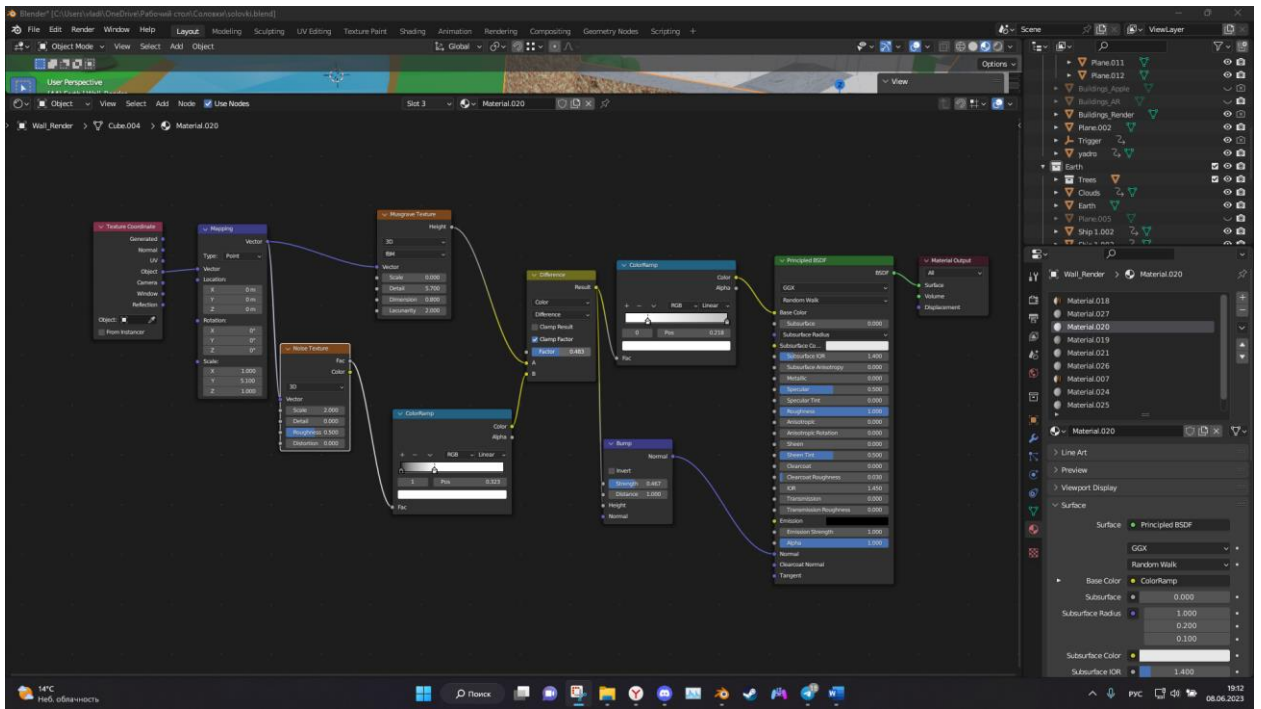 Blender* [C:\Users\vladi\OneDrive\Рабочий стол\Соловки\solovki.blend]
File Edit Render Window Help Layout Modeling Sculpting UV Editing Texture Paint Shading Animation Rendering Compositing Geometry Nodes Scripting + Scene ViewLayer
Object Mode View Select Add Object Global
Options
User Perspective
View
Object View Select Add Node Use Nodes Slot 3 Material.020
Wall_Render > Cube.004 > Material.020
Texture Coordinate
Generated
Normal
UV
Object
Camera
Window
Reflection
Object:
From Instancer
Mapping
Vector
Type: Point
Vector
Location:
X 0 m
Y 0 m
Z 0 m
Rotation:
X 0°
Y 0°
Z 0°
Scale:
X 1.000
Y 5.100
Z 1.000
Noise Texture
Fac
Color
3D
Vector
Scale 2.000
Detail 0.000
Roughness 0.500
Distortion 0.000
Musgrave Texture
Height
3D
fBM
Vector
Scale 0.000
Detail 5.700
Dimension 0.800
Lacunarity 2.000
ColorRamp
Color
Alpha
+ − RGB Linear
1 Pos 0.323
Fac
Difference
Result
Color
Difference
Clamp Result
Clamp Factor
Factor 0.483
A
B
ColorRamp
Color
Alpha
+ − RGB Linear
0 Pos 0.218
Fac
Bump
Normal
Invert
Strength 0.467
Distance 1.000
Height
Normal
Principled BSDF
BSDF
GGX
Random Walk
Base Color
Subsurface 0.000
Subsurface Radius
Subsurface Co...
Subsurface IOR 1.400
Subsurface Anisotropy 0.000
Metallic 0.000
Specular 0.500
Specular Tint 0.000
Roughness 1.000
Anisotropic 0.000
Anisotropic Rotation 0.000
Sheen 0.000
Sheen Tint 0.500
Clearcoat 0.000
Clearcoat Roughness 0.030
IOR 1.450
Transmission 0.000
Transmission Roughness 0.000
Emission
Emission Strength 1.000
Alpha 1.000
Normal
Clearcoat Normal
Tangent
Material Output
All
Surface
Volume
Displacement
Plane.011
Plane.012
Buildings_Apple
Buildings_AR
Buildings_Render
Plane.002
Trigger
yadro
Earth
Trees
Clouds
Earth
Plane.005
Ship 1.002
Wall_Render > Material.020
Material.018
Material.027
Material.020
Material.019
Material.021
Material.026
Material.007
Material.024
Material.025
Material.020
Line Art
Preview
Viewport Display
Surface
Surface Principled BSDF
GGX
Random Walk
Base Color ColorRamp
Subsurface 0.000
Subsurface Radius 1.000
0.200
0.100
Subsurface Color
Subsurface IOR 1.400
14°C
Неб. облачность
Поиск
РУС
19:12
08.06.2023